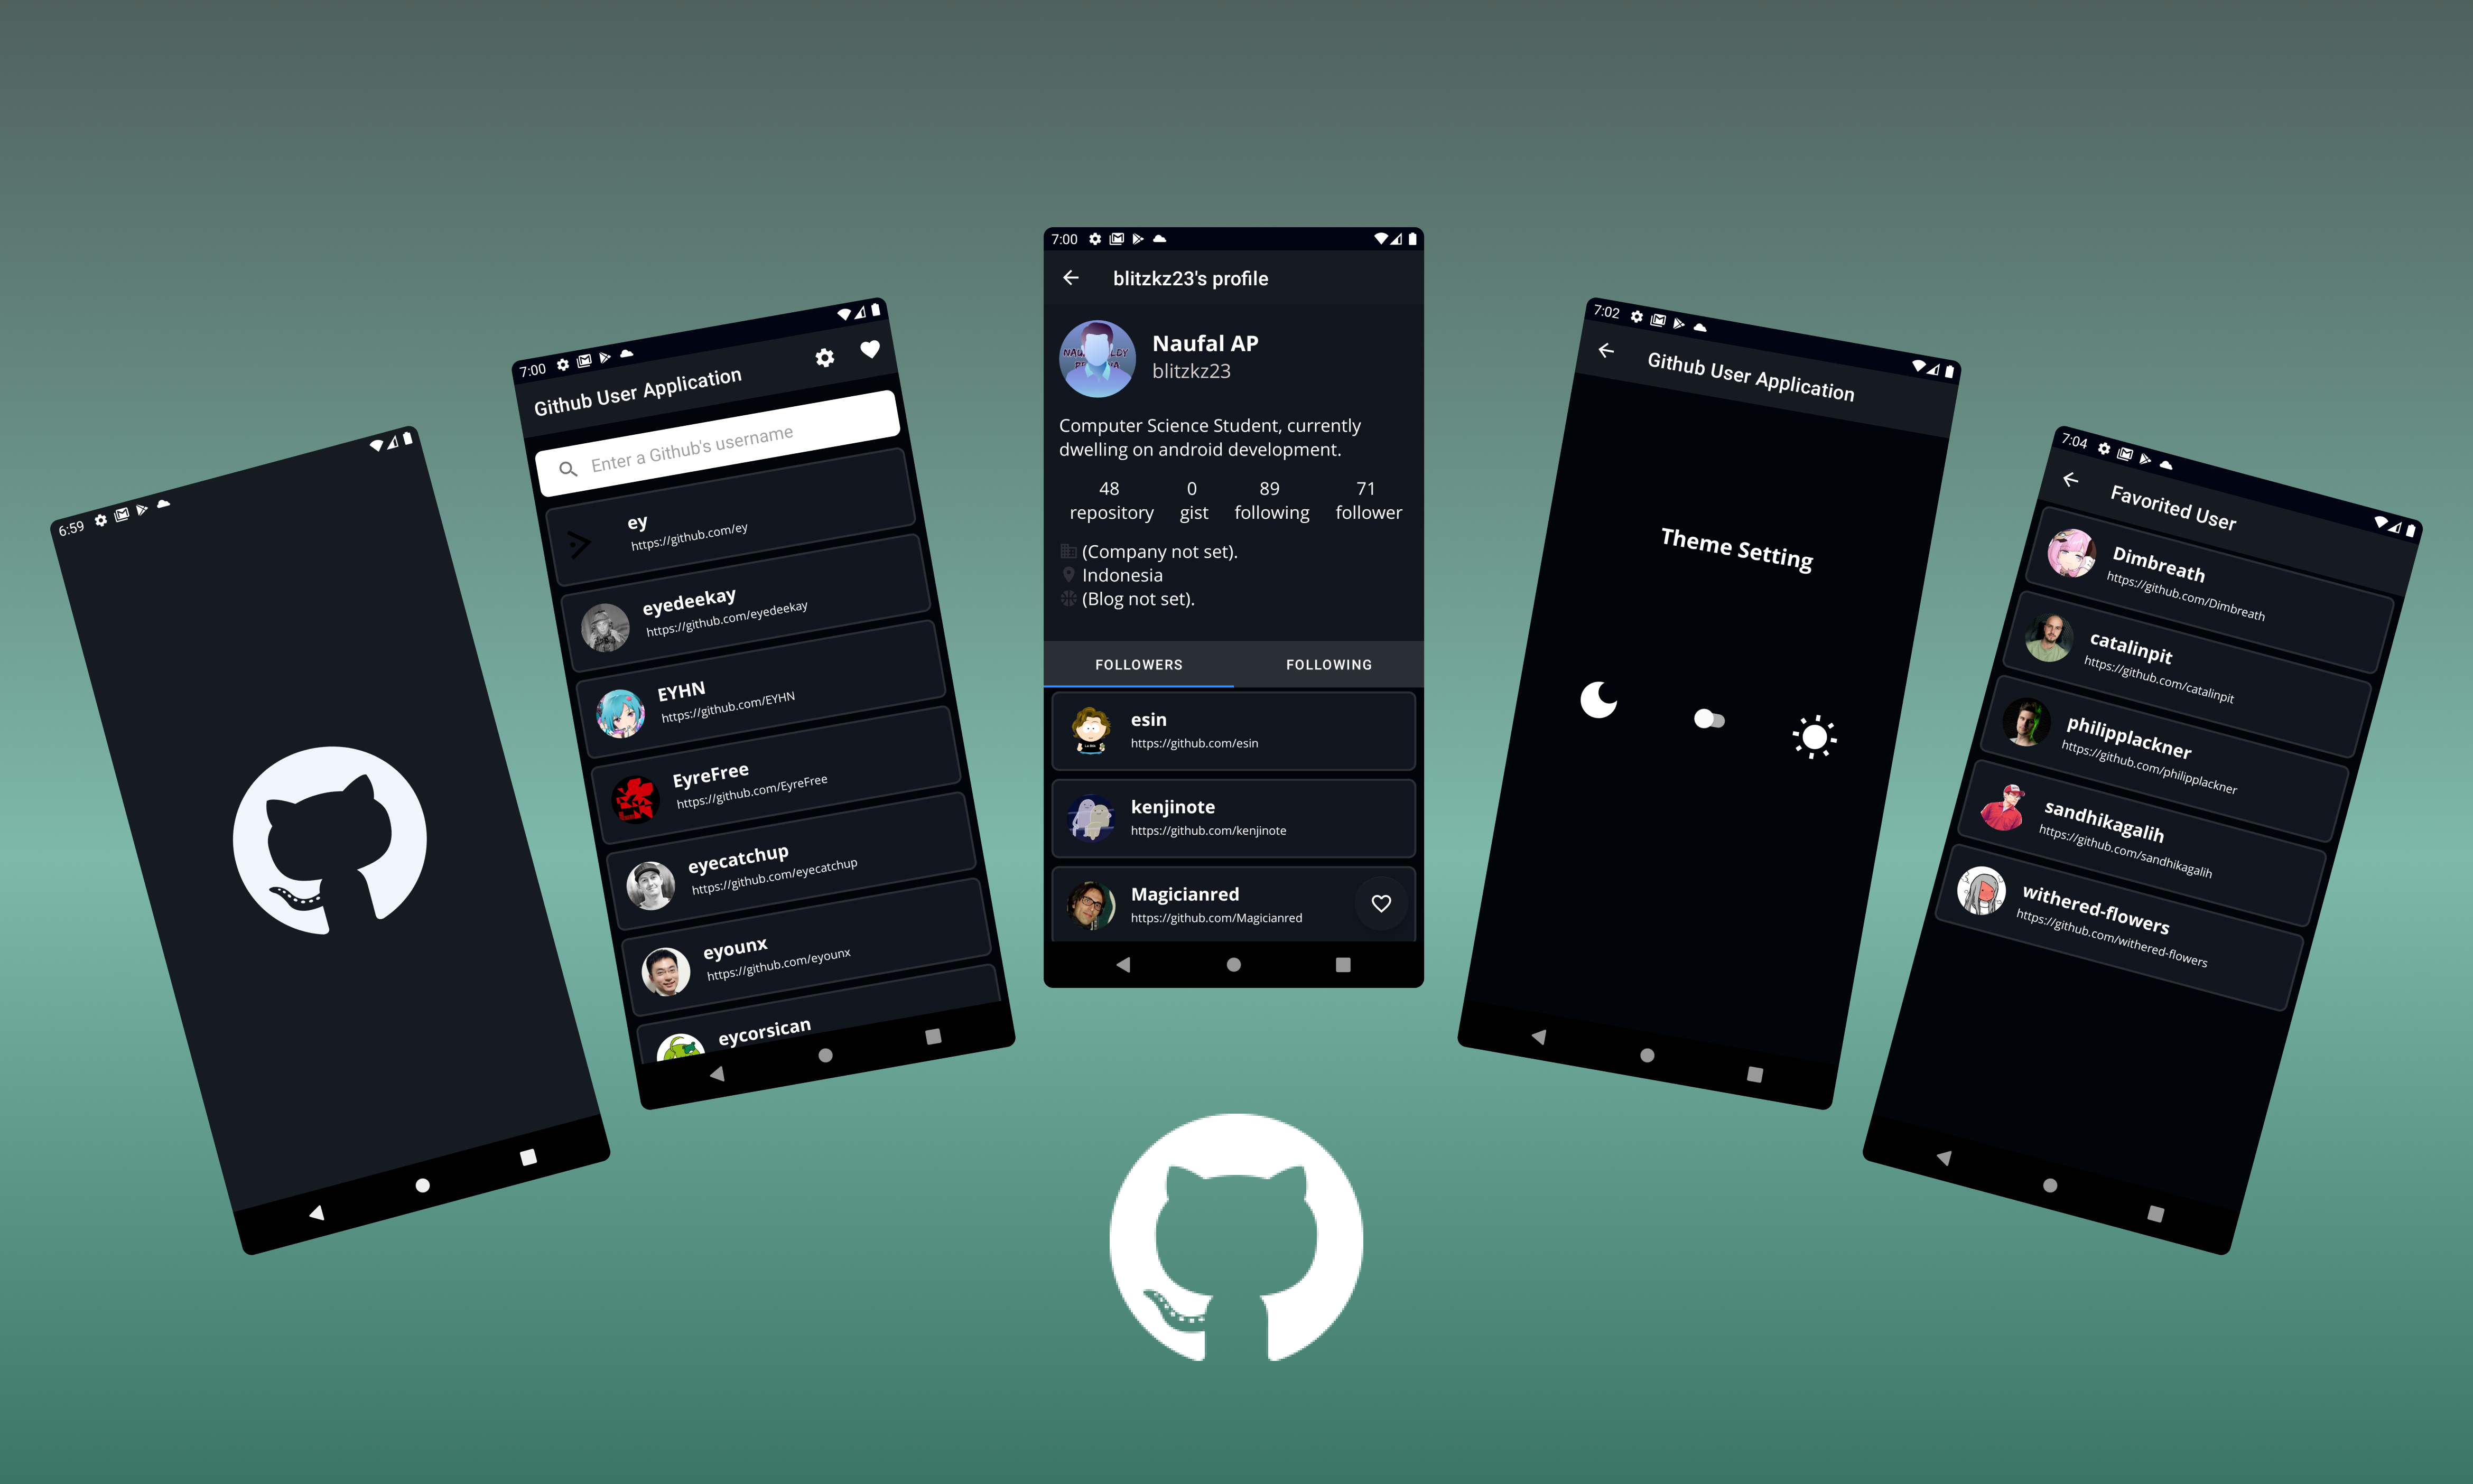 6:59
7:00
Github User Application
Enter a Github's username
ey
https://github.com/ey
eyedeekay
https://github.com/eyedeekay
EYHN
https://github.com/EYHN
EyreFree
https://github.com/EyreFree
eyecatchup
https://github.com/eyecatchup
eyounx
https://github.com/eyounx
eycorsican
7:00
blitzkz23's profile
Naufal AP
blitzkz23
Computer Science Student, currently
dwelling on android development.
48 0 89 71
repository gist following follower
(Company not set).
Indonesia
(Blog not set).
FOLLOWERS FOLLOWING
esin
https://github.com/esin
kenjinote
https://github.com/kenjinote
Magicianred
https://github.com/Magicianred
7:02
Github User Application
Theme Setting
7:04
Favorited User
Dimbreath
https://github.com/Dimbreath
catalinpit
https://github.com/catalinpit
philipplackner
https://github.com/philipplackner
sandhikagalih
https://github.com/sandhikagalih
withered-flowers
https://github.com/withered-flowers